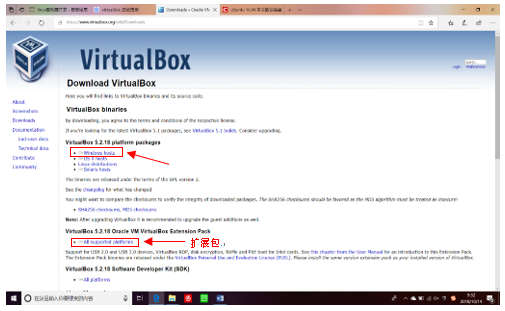 Downloads – Oracle VM
https://www.virtualbox.org/wiki/Downloads
VirtualBox
Login Preferences
Download VirtualBox
Here you will find links to VirtualBox binaries and its source code.
About
Screenshots
Downloads
Documentation
End-user docs
Technical docs
Contribute
Community
VirtualBox binaries
By downloading, you agree to the terms and conditions of the respective license.
If you're looking for the latest VirtualBox 5.1 packages, see VirtualBox 5.1 builds. Consider upgrading.
VirtualBox 5.2.18 platform packages
Windows hosts
OS X hosts
Linux distributions
Solaris hosts
The binaries are released under the terms of the GPL version 2.
See the changelog for what has changed.
You might want to compare the checksums to verify the integrity of downloaded packages. The SHA256 checksums should be favored as the MD5 algorithm must be treated as insecure!
SHA256 checksums, MD5 checksums
Note: After upgrading VirtualBox it is recommended to upgrade the guest additions as well.
VirtualBox 5.2.18 Oracle VM VirtualBox Extension Pack
All supported platforms
扩展包.
Support for USB 2.0 and USB 3.0 devices, VirtualBox RDP, disk encryption, NVMe and PXE boot for Intel cards. See this chapter from the User Manual for an introduction to this Extension Pack.
The Extension Pack binaries are released under the VirtualBox Personal Use and Evaluation License (PUEL). Please install the same version extension pack as your installed version of VirtualBox.
VirtualBox 5.2.18 Software Developer Kit (SDK)
All platforms
在这里输入你要搜索的内容
9:52
2018/10/14